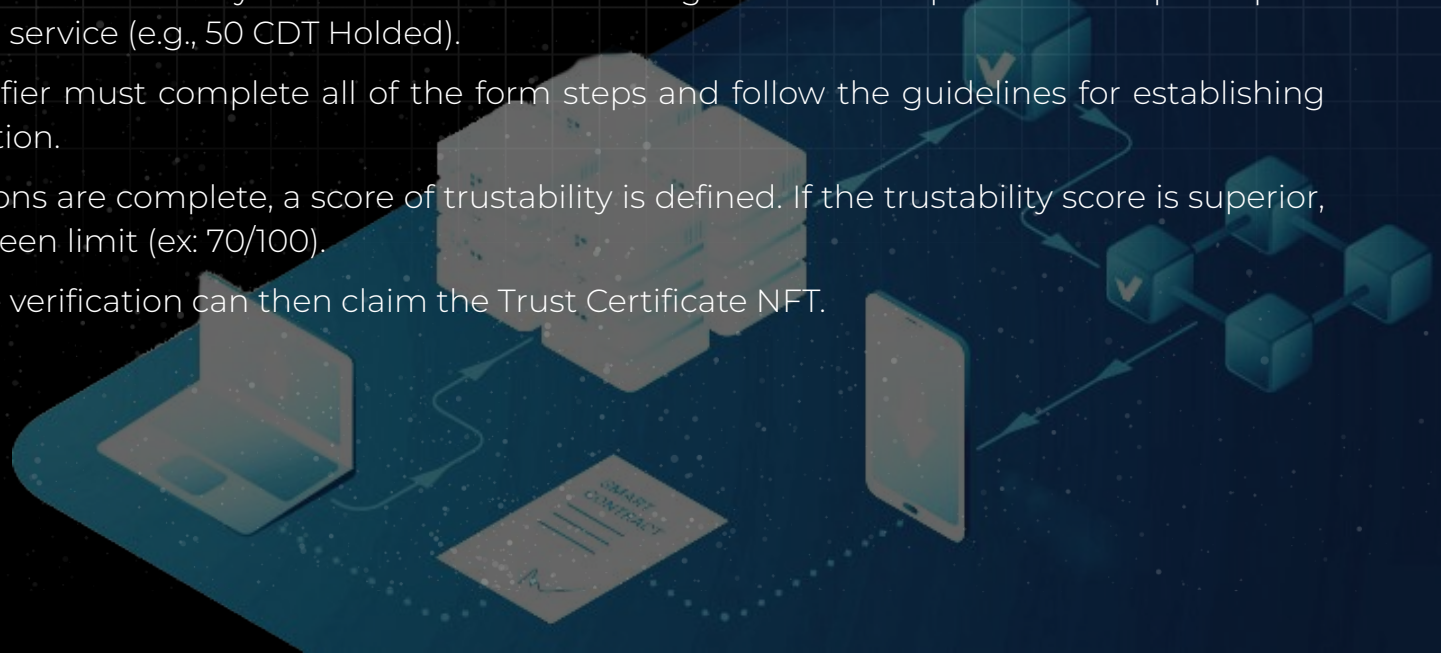 service (e.g., 50 CDT Holded).
fier must complete all of the form steps and follow the guidelines for establishing
tion.
ons are complete, a score of trustability is defined. If the trustability score is superior,
een limit (ex: 70/100).
verification can then claim the Trust Certificate NFT.
SMART
CONTRACT